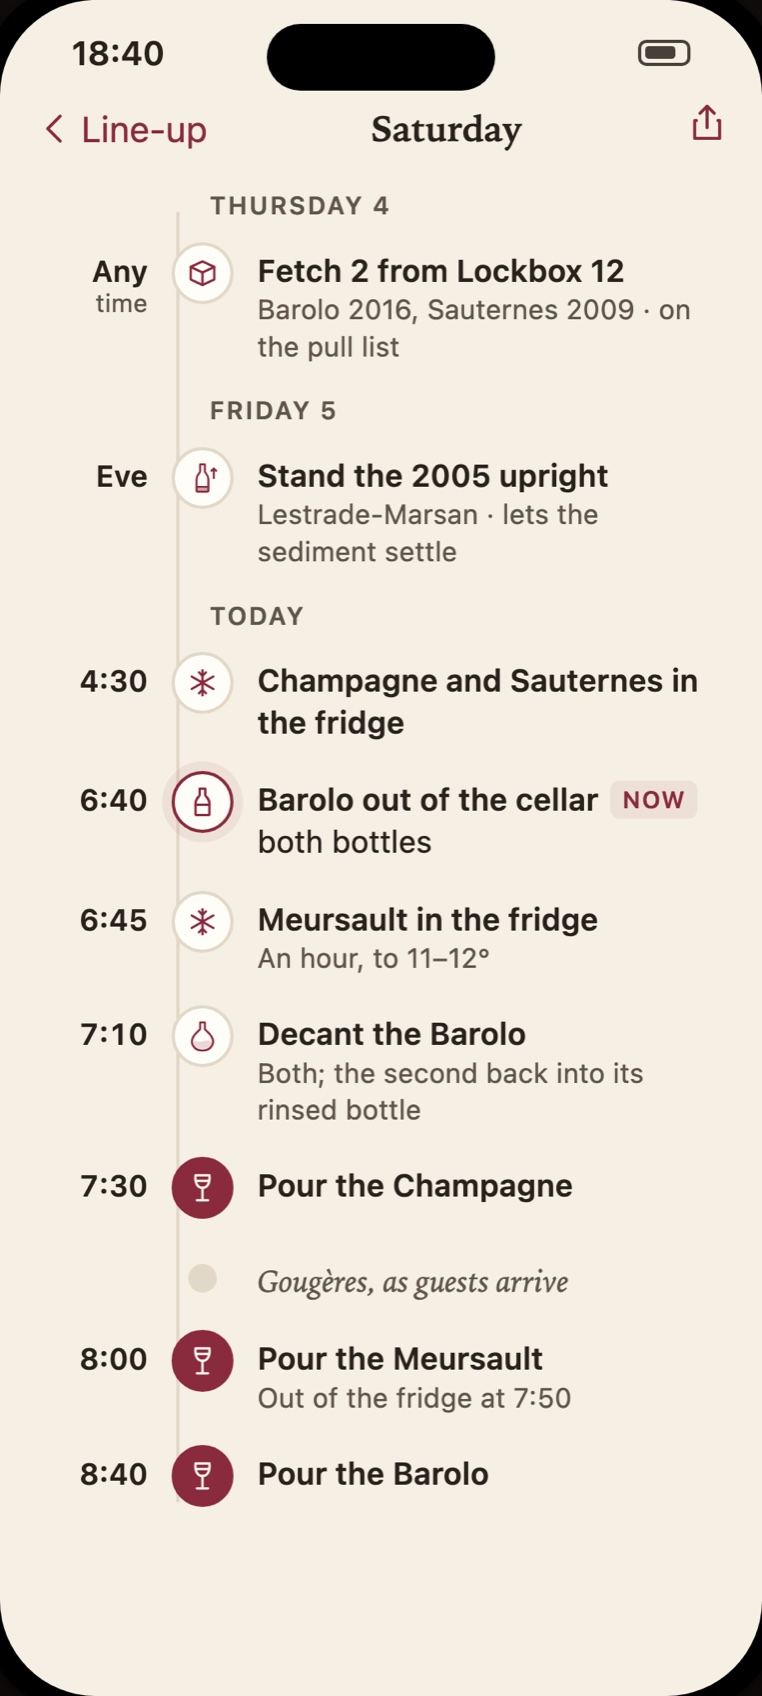 18:40
Line-up
Saturday
THURSDAY 4
Any
time
Fetch 2 from Lockbox 12
Barolo 2016, Sauternes 2009 · on
the pull list
FRIDAY 5
Eve
Stand the 2005 upright
Lestrade-Marsan · lets the
sediment settle
TODAY
4:30
Champagne and Sauternes in
the fridge
6:40
Barolo out of the cellar NOW
both bottles
6:45
Meursault in the fridge
An hour, to 11–12°
7:10
Decant the Barolo
Both; the second back into its
rinsed bottle
7:30
Pour the Champagne
Gougères, as guests arrive
8:00
Pour the Meursault
Out of the fridge at 7:50
8:40
Pour the Barolo